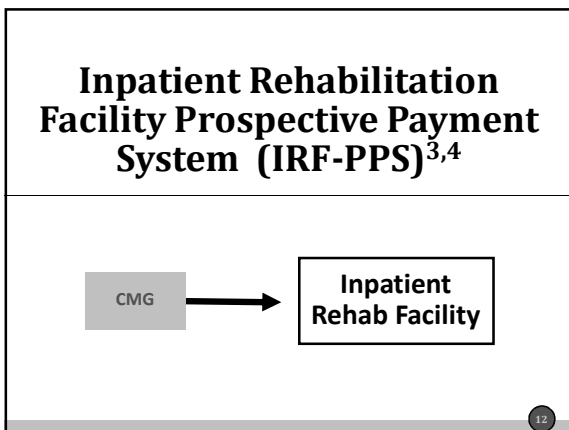 Inpatient Rehabilitation
Facility Prospective Payment
System (IRF-PPS)3,4
CMG
Inpatient
Rehab Facility
12